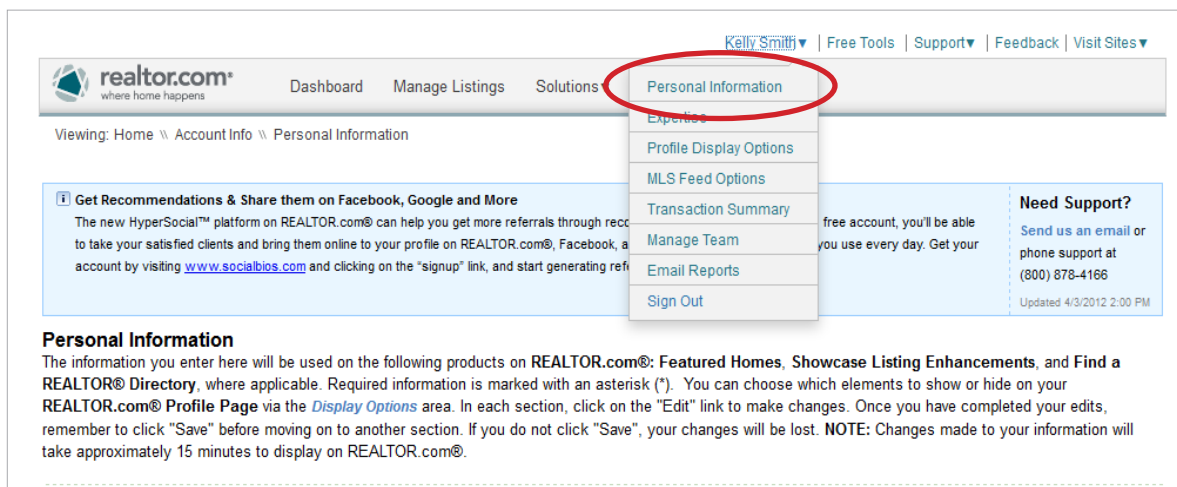 Kelly Smith▼ | Free Tools | Support▼ | Feedback | Visit Sites▼
realtor.com®
where home happens
Dashboard Manage Listings Solutions
Personal Information
Expertise
Profile Display Options
MLS Feed Options
Transaction Summary
Manage Team
Email Reports
Sign Out
Viewing: Home \\ Account Info \\ Personal Information
Get Recommendations & Share them on Facebook, Google and More
The new HyperSocial™ platform on REALTOR.com® can help you get more referrals through free account, you'll be able
to take your satisfied clients and bring them online to your profile on REALTOR.com®, Facebook, you use every day. Get your
account by visiting www.socialbios.com and clicking on the "signup" link, and start generating
Need Support?
Send us an email or
phone support at
(800) 878-4166
Updated 4/3/2012 2:00 PM
Personal Information
The information you enter here will be used on the following products on REALTOR.com®: Featured Homes, Showcase Listing Enhancements, and Find a
REALTOR® Directory, where applicable. Required information is marked with an asterisk (*). You can choose which elements to show or hide on your
REALTOR.com® Profile Page via the Display Options area. In each section, click on the "Edit" link to make changes. Once you have completed your edits,
remember to click "Save" before moving on to another section. If you do not click "Save", your changes will be lost. NOTE: Changes made to your information will
take approximately 15 minutes to display on REALTOR.com®.